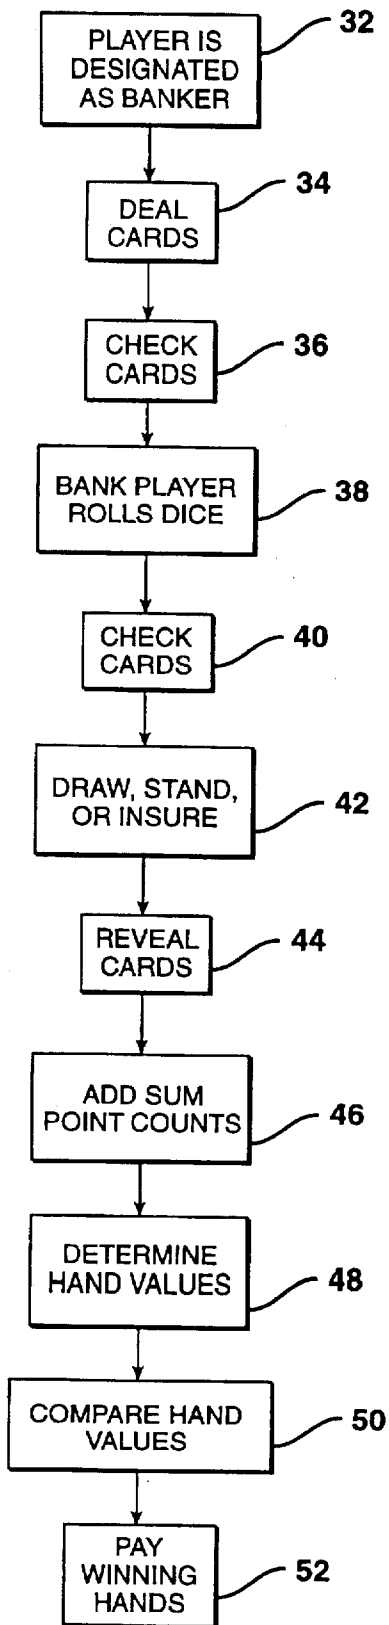 PLAYER IS
DESIGNATED
AS BANKER
32
DEAL
CARDS
34
CHECK
CARDS
36
BANK PLAYER
ROLLS DICE
38
CHECK
CARDS
40
DRAW, STAND,
OR INSURE
42
REVEAL
CARDS
44
ADD SUM
POINT COUNTS
46
DETERMINE
HAND VALUES
48
COMPARE HAND
VALUES
50
PAY
WINNING
HANDS
52